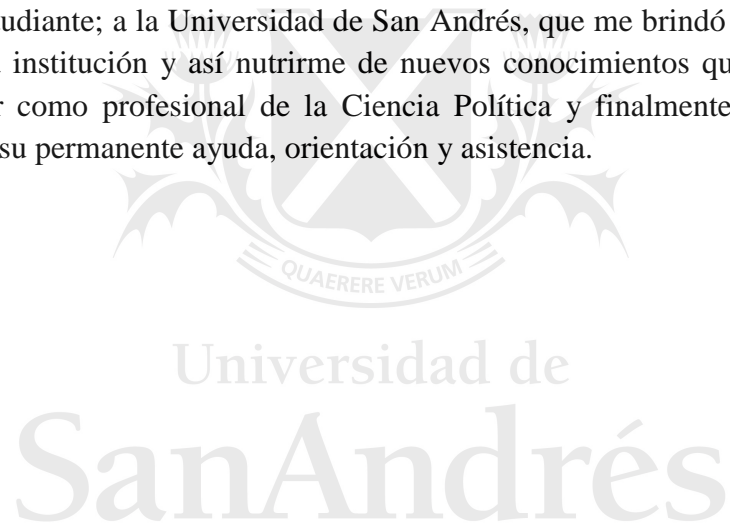 udiante; a la Universidad de San Andrés, que me brindó
institución y así nutrirme de nuevos conocimientos qu
como profesional de la Ciencia Política y finalmente
su permanente ayuda, orientación y asistencia.
QUAERERE VERUM
Universidad de
SanAndrés